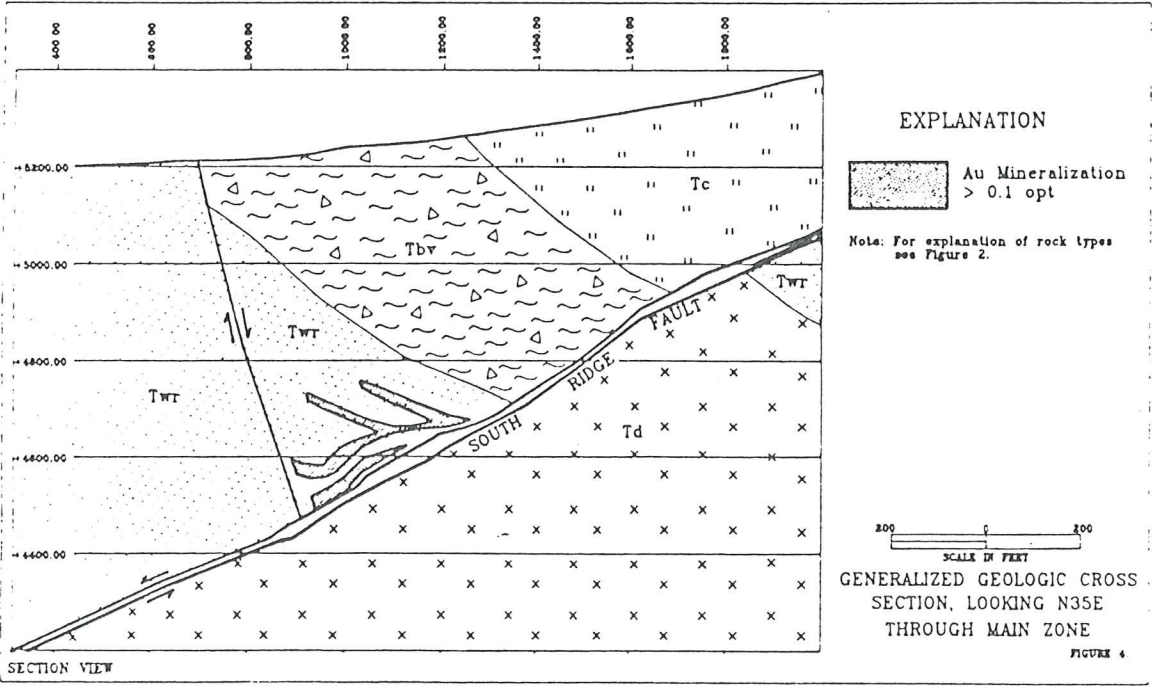 400.00
600.00
800.00
1000.00
1200.00
1400.00
1600.00
1800.00
EXPLANATION
Au Mineralization
> 0.1 opt
Note: For explanation of rock types
see Figure 2.
5200.00
5000.00
4800.00
4600.00
4400.00
Tc
Tbv
Twr
Twr
Twr
Td
SOUTH RIDGE FAULT
200 0 200
SCALE IN FEET
GENERALIZED GEOLOGIC CROSS
SECTION, LOOKING N35E
THROUGH MAIN ZONE
FIGURE 4
SECTION VIEW